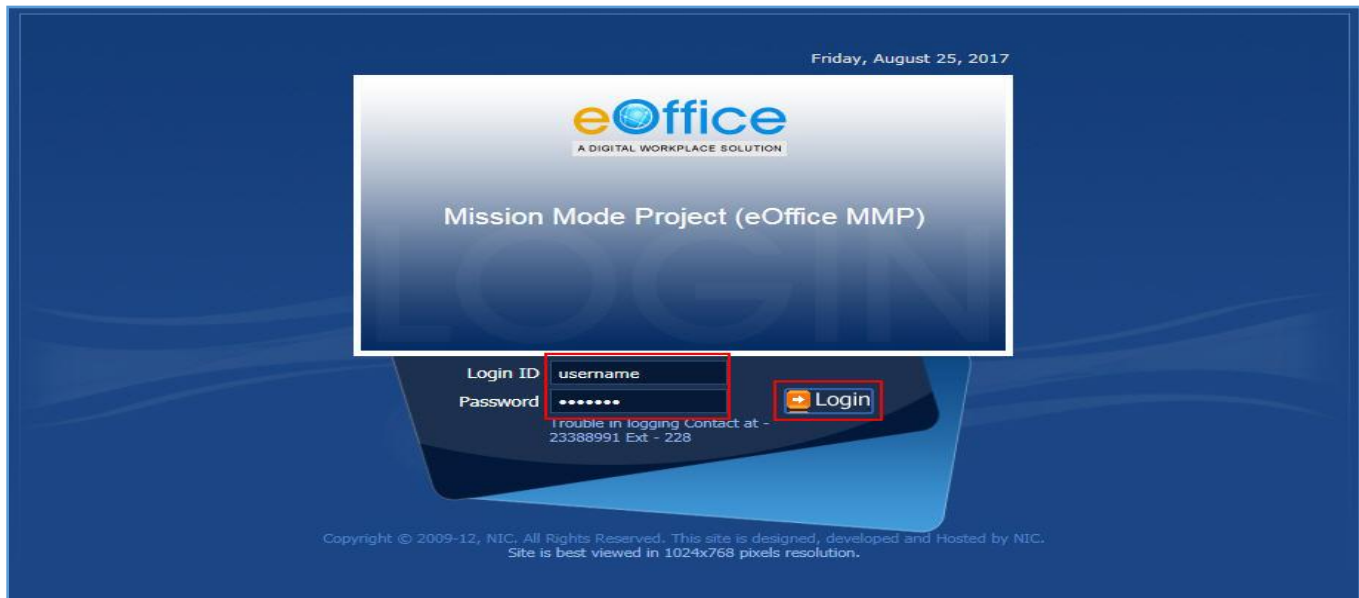 Friday, August 25, 2017
eOffice
A DIGITAL WORKPLACE SOLUTION
Mission Mode Project (eOffice MMP)
LOGIN
Login ID username
Password •••••••
Login
Trouble in logging Contact at -
23388991 Ext - 228
Copyright © 2009-12, NIC. All Rights Reserved. This site is designed, developed and Hosted by NIC.
Site is best viewed in 1024x768 pixels resolution.